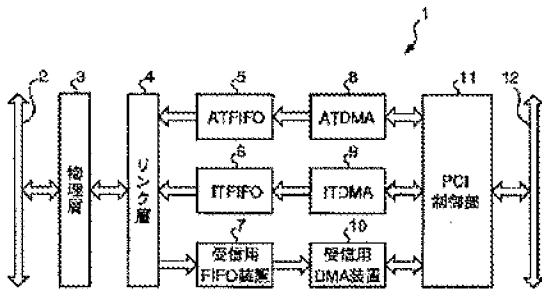 1
2
3
4
5
8
11
12
ATFIFO
ATDMA
物理層
リンク層
6
9
ITFIFO
ITDMA
PCI
制御部
7
10
受信用
FIFO装置
受信用
DMA装置